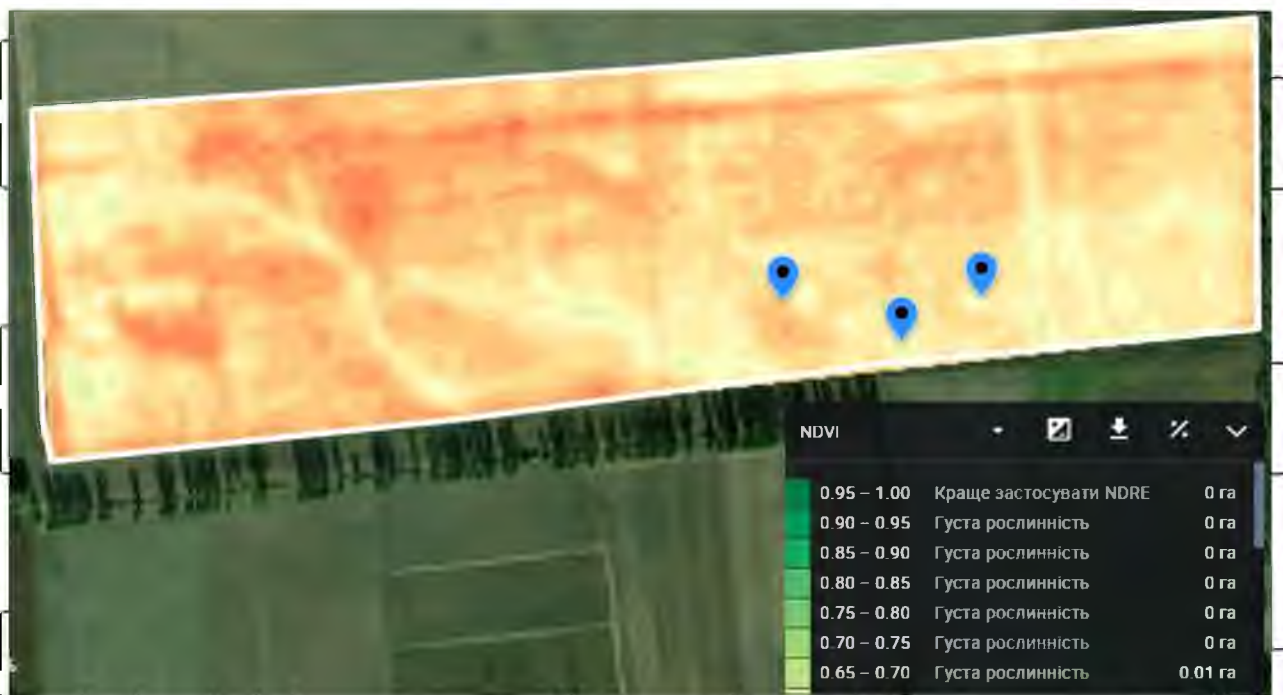 NDVI
0.95 – 1.00 Краще застосувати NDRE 0 га
0.90 – 0.95 Густа рослинність 0 га
0.85 – 0.90 Густа рослинність 0 га
0.80 – 0.85 Густа рослинність 0 га
0.75 – 0.80 Густа рослинність 0 га
0.70 – 0.75 Густа рослинність 0 га
0.65 – 0.70 Густа рослинність 0.01 га